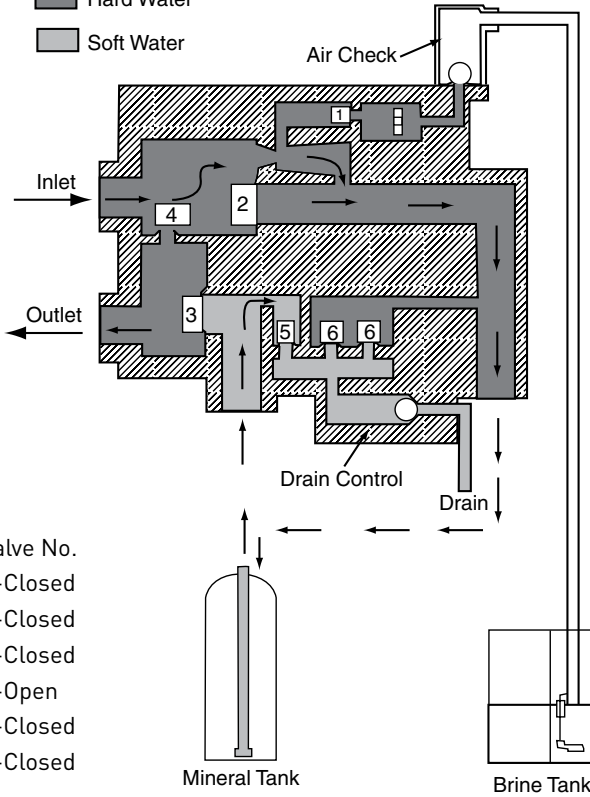 Hard Water
Soft Water
Air Check
1
Inlet
4
2
Outlet
3
5
6
6
Drain Control
Drain
alve No.
-Closed
-Closed
-Closed
-Open
-Closed
-Closed
Mineral Tank
Brine Tank